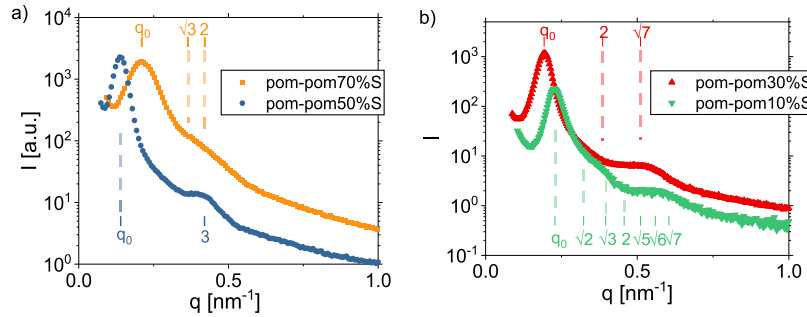 a)
q₀ √3 2
10⁴
10³
10²
10¹
10⁰
I [a.u.]
pom-pom70%S
pom-pom50%S
q₀ 3
0.0 0.5 1.0
q [nm⁻¹]
b)
q₀ 2 √7
10³
10²
10¹
10⁰
10⁻¹
I
pom-pom30%S
pom-pom10%S
q₀ √2 √3 2 √5 √6 √7
0.0 0.5 1.0
q [nm⁻¹]